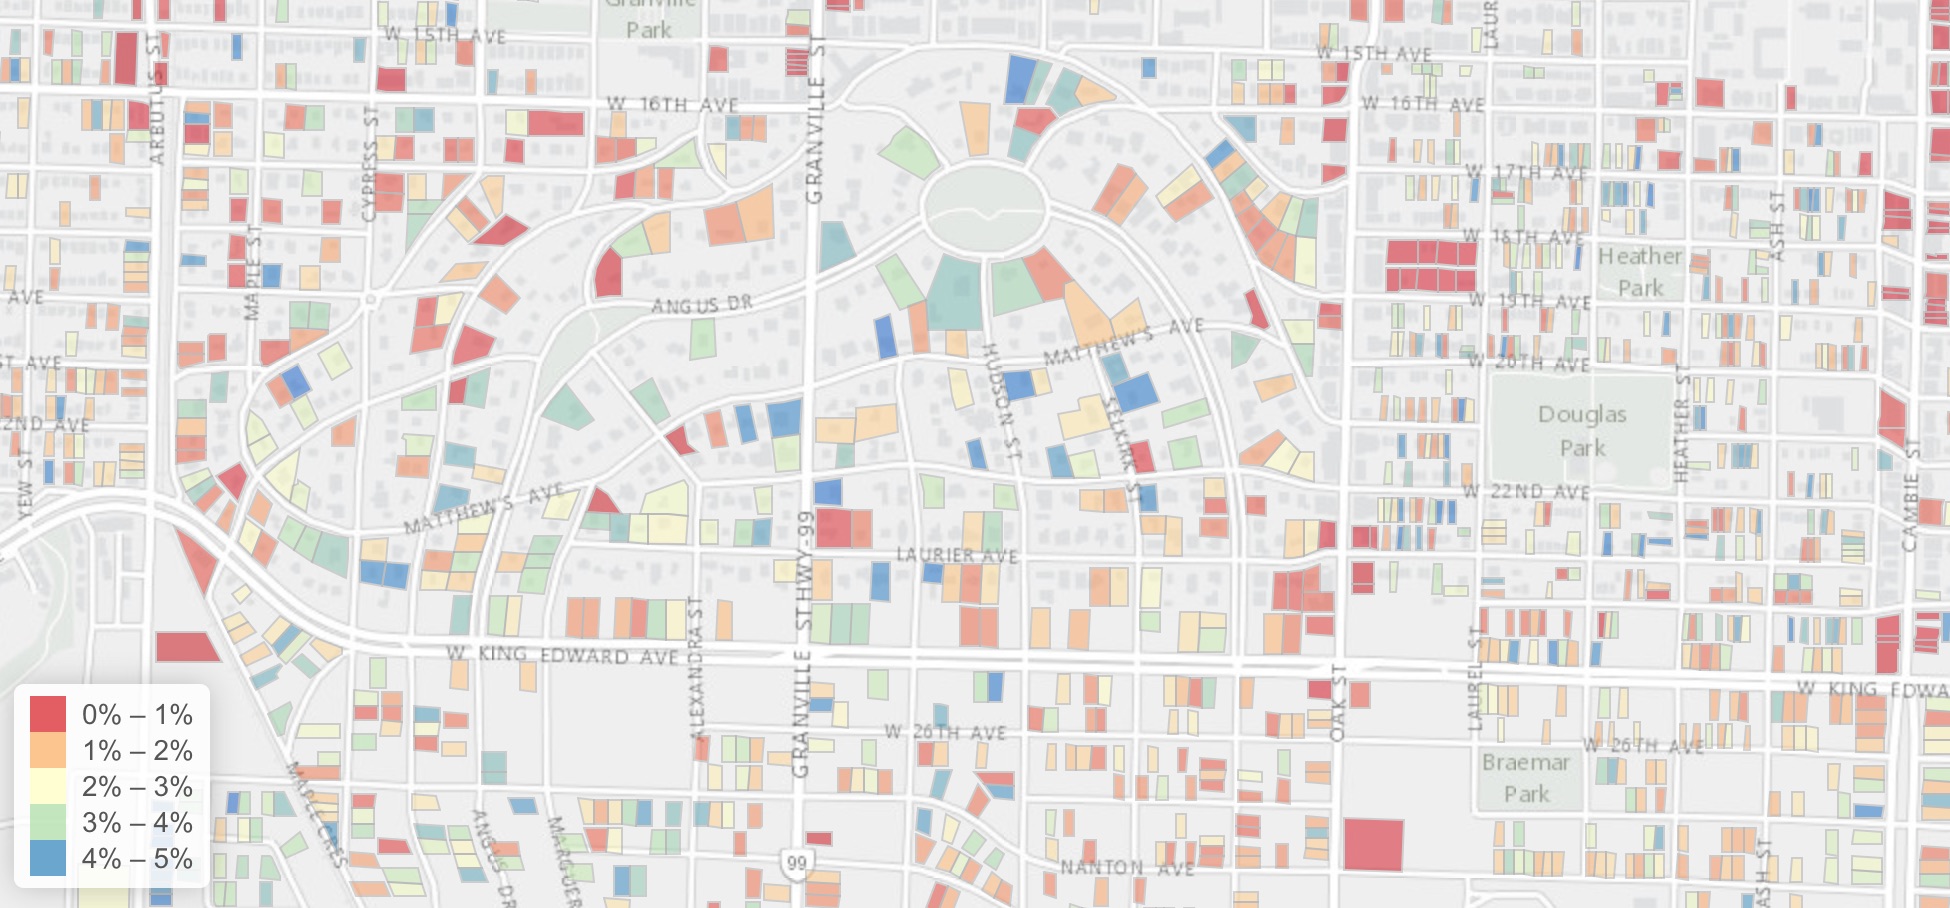 Granville
Park
W 15TH AVE
W 15TH AVE
LAUR
ARBUTUS ST
GRANVILLE ST
W 16TH AVE
W 16TH AVE
CYPRESS ST
W 17TH AVE
ASH ST
W 18TH AVE
MAPLE ST
Heather
Park
AVE
ANGUS DR
W 19TH AVE
MATTHEW'S AVE
ST AVE
W 20TH AVE
HUDSON ST
SELKIRK ST
HEATHER ST
Douglas
Park
2ND AVE
YEW ST
CAMBIE ST
W 22ND AVE
MATTHEW'S AVE
LAURIER AVE
GRANVILLE ST HWY-99
ALEXANDRA ST
LAUREL ST
OAK ST
W KING EDWARD AVE
W KING EDWA
W 26TH AVE
W 26TH AVE
Braemar
Park
MAPLE CRES
ANGUS DR
MARGUER
99
NANTON AVE
ASH ST
0% – 1%
1% – 2%
2% – 3%
3% – 4%
4% – 5%